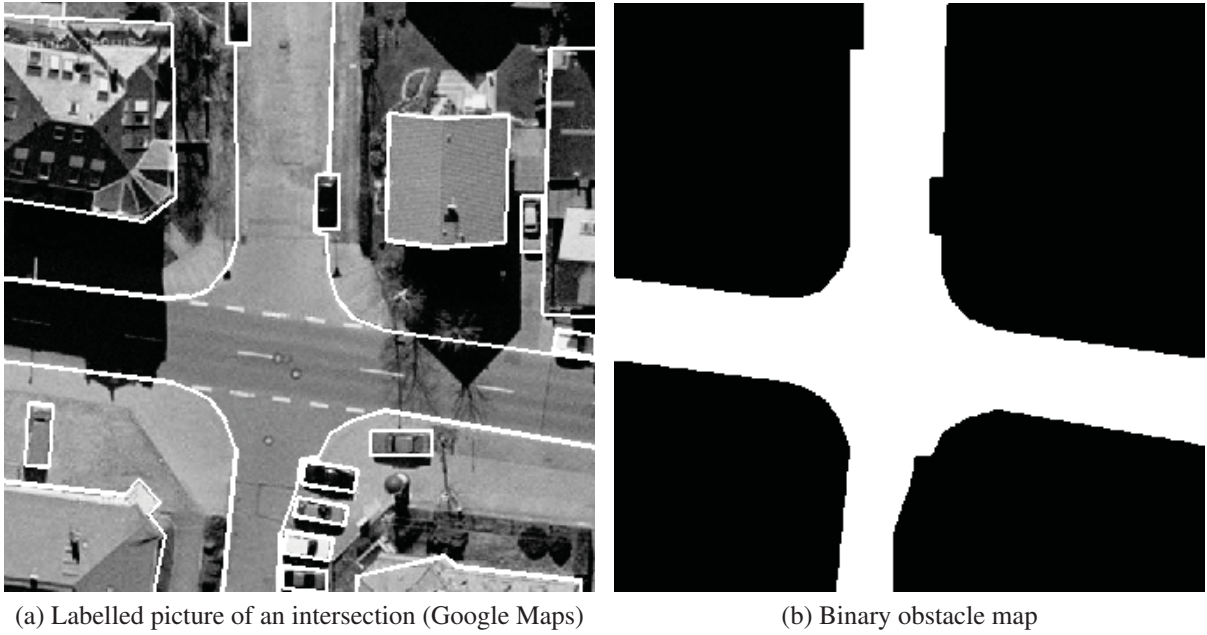 (a) Labelled picture of an intersection (Google Maps)
(b) Binary obstacle map